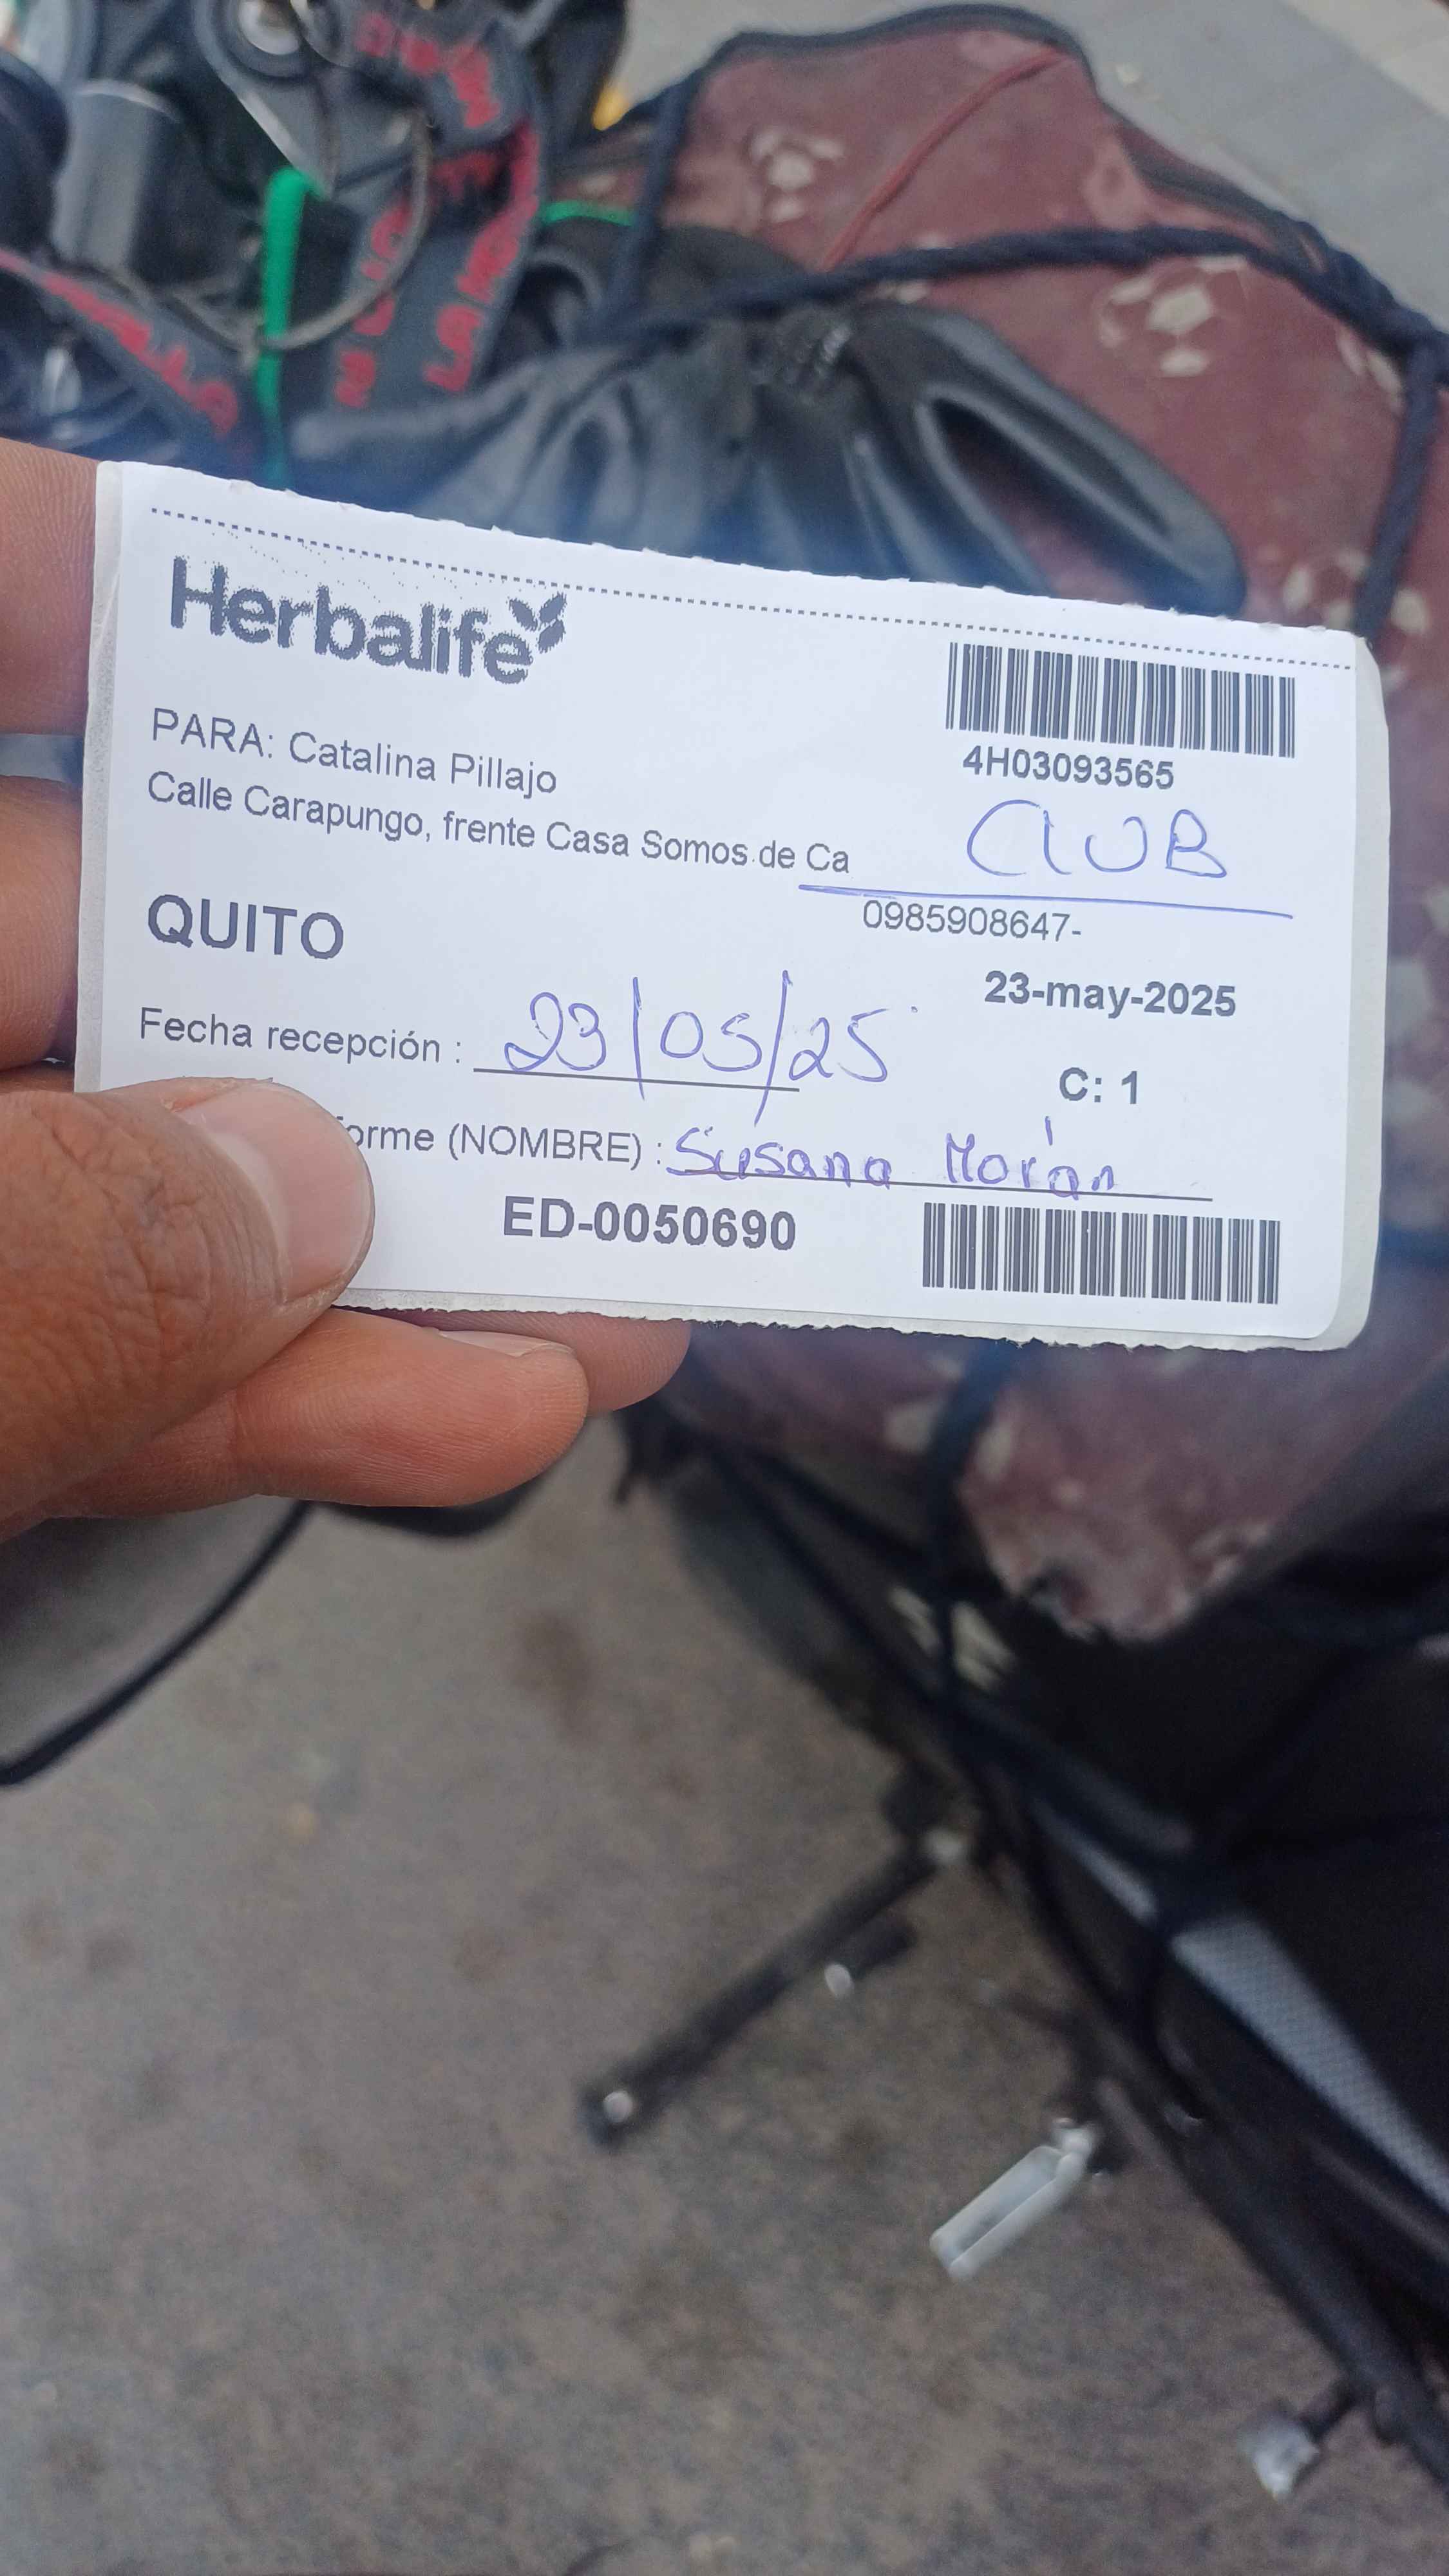 Herbalife
4H03093565
PARA: Catalina Pillajo
Calle Carapungo, frente Casa Somos de Ca
CLUB
0985908647-
QUITO
23-may-2025
Fecha recepción : 23/05/25
C: 1
orme (NOMBRE) : Susana Morán
ED-0050690